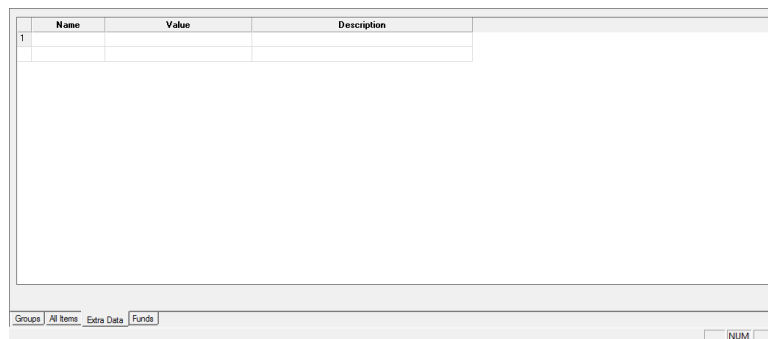 Name Value Description
1
Groups All Items Extra Data Funds
NUM